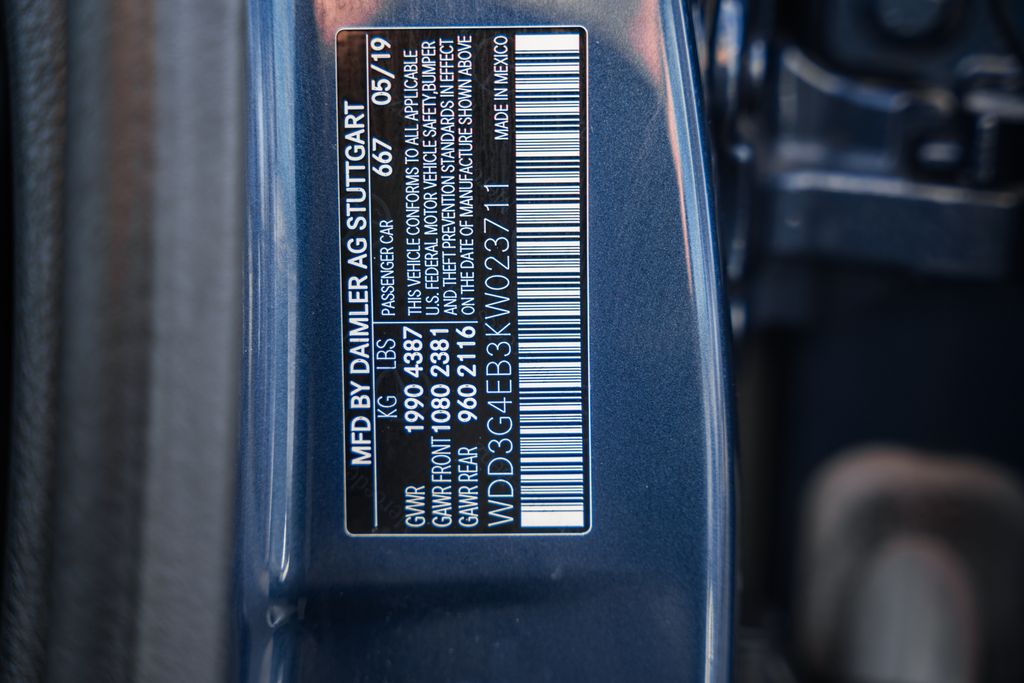 MFD BY DAIMLER AG STUTTGART
KG LBS PASSENGER CAR 667 05/19
GVWR 1990 4387 THIS VEHICLE CONFORMS TO ALL APPLICABLE
GAWR FRONT 1080 2381 U.S. FEDERAL MOTOR VEHICLE SAFETY,BUMPER
AND THEFT PREVENTION STANDARDS IN EFFECT
GAWR REAR 960 2116 ON THE DATE OF MANUFACTURE SHOWN ABOVE
WDD3G4EB3KW023711 MADE IN MEXICO